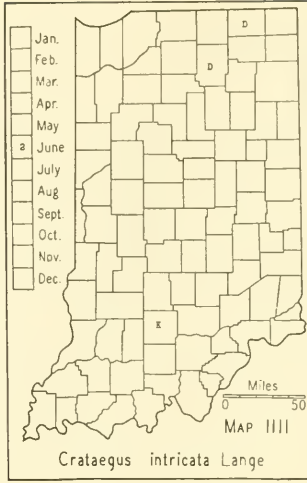 Jan.
Feb.
Mar.
Apr.
May
a June
July
Aug
Sept.
Oct.
Nov.
Dec.
D
D
K
Miles
0 50
MAP 1111
Crataegus intricata Lange